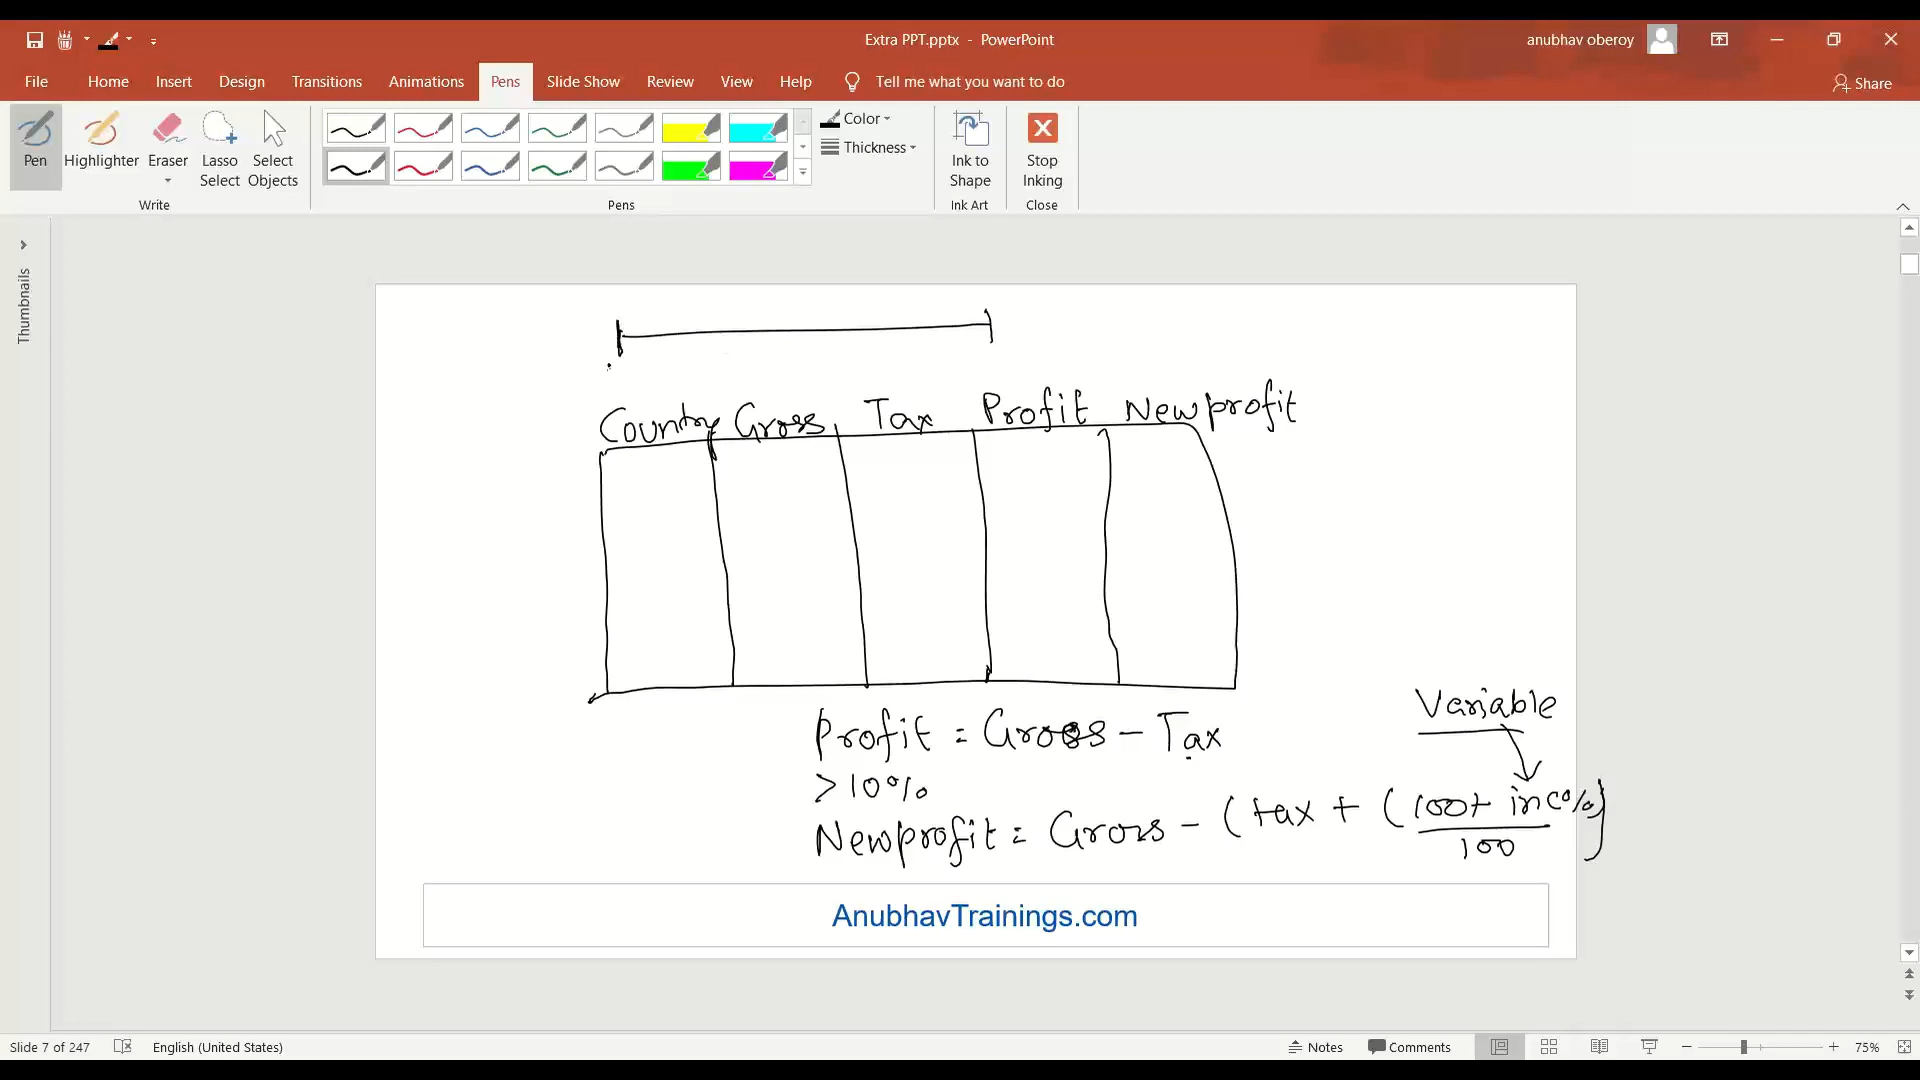 Extra PPT.pptx - PowerPoint
anubhav oberoy
File Home Insert Design Transitions Animations Pens Slide Show Review View Help Tell me what you want to do
Share
Pen Highlighter Eraser Lasso Select Select Objects
Color
Thickness
Ink to Shape
Stop Inking
Write
Pens
Ink Art
Close
Thumbnails
Country Gross Tax Profit Newprofit
Profit = Gross - Tax
Variable
>10%
Newprofit = Gross - (tax + (100+ inc%)
100
AnubhavTrainings.com
Slide 7 of 247
English (United States)
Notes
Comments
75%